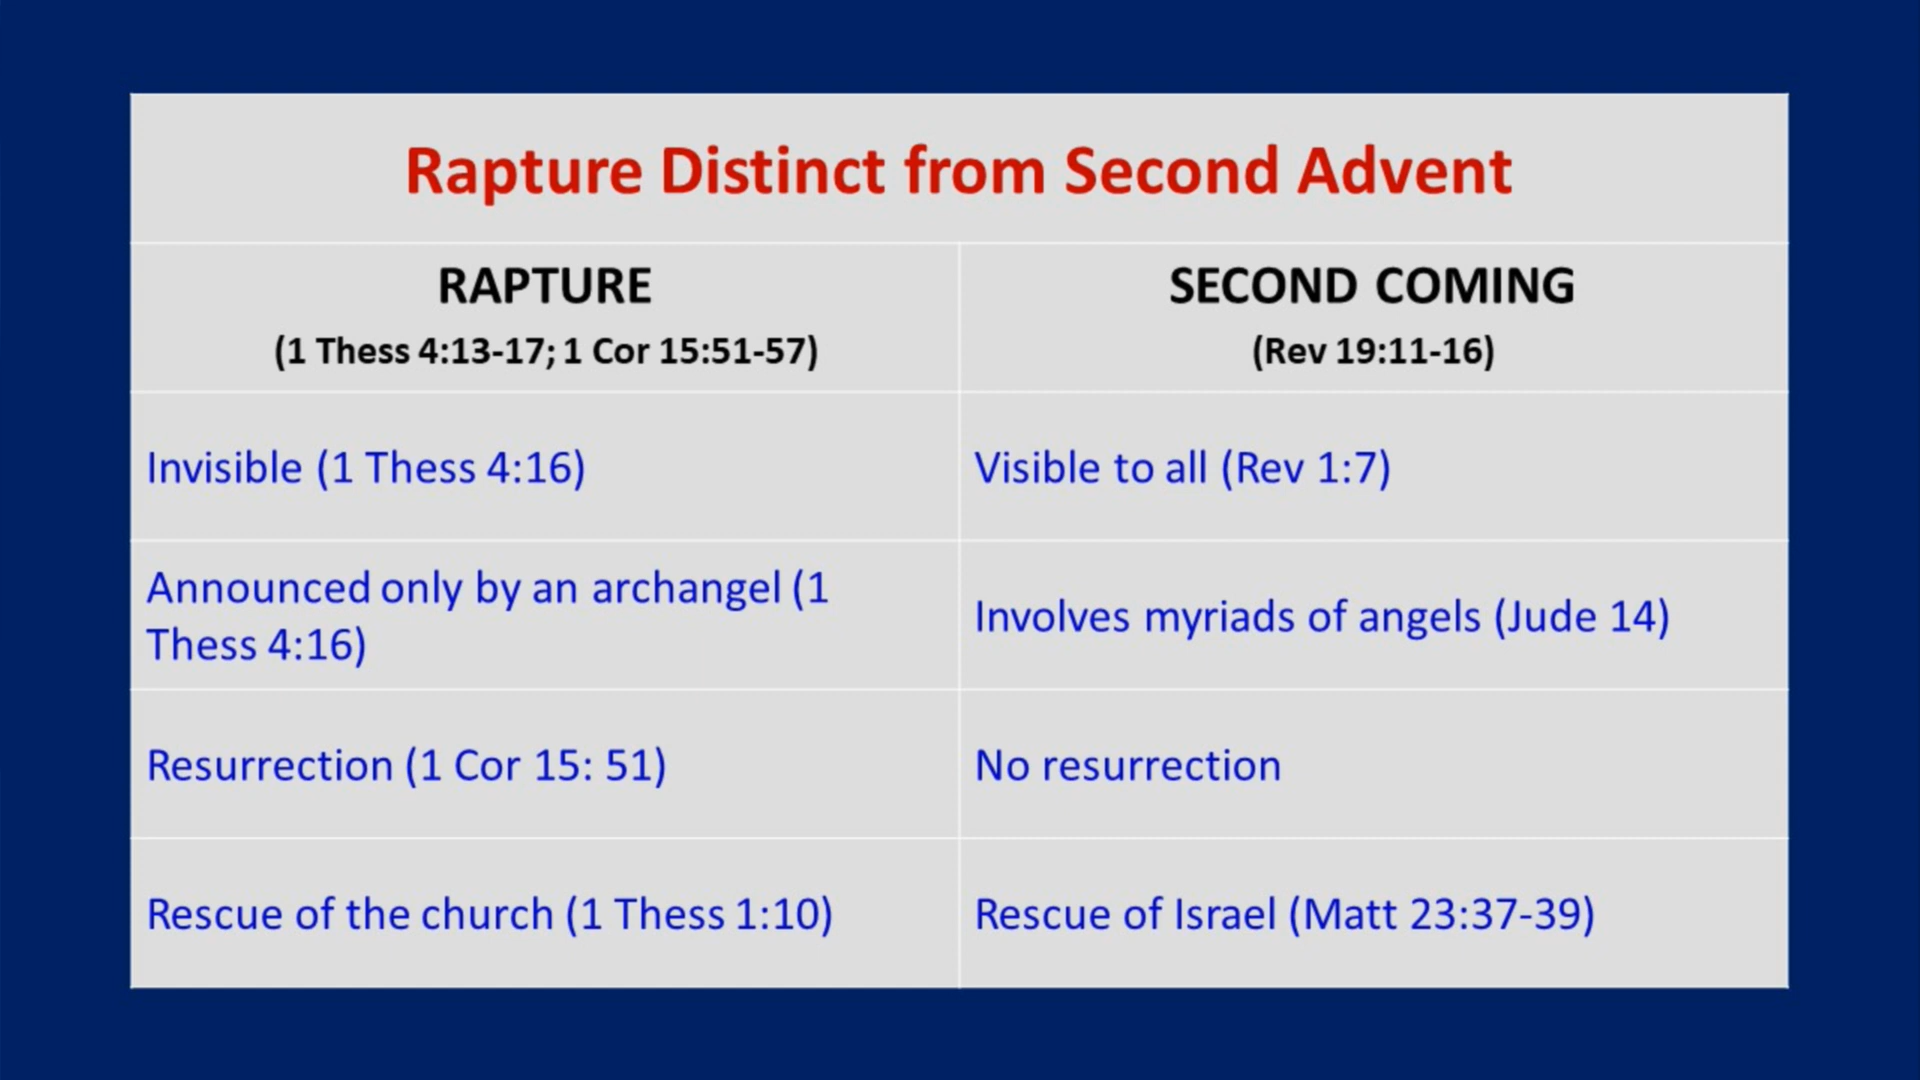 Rapture Distinct from Second Advent
RAPTURE
(1 Thess 4:13-17; 1 Cor 15:51-57)
SECOND COMING
(Rev 19:11-16)
Invisible (1 Thess 4:16)
Visible to all (Rev 1:7)
Announced only by an archangel (1
Thess 4:16)
Involves myriads of angels (Jude 14)
Resurrection (1 Cor 15: 51)
No resurrection
Rescue of the church (1 Thess 1:10)
Rescue of Israel (Matt 23:37-39)